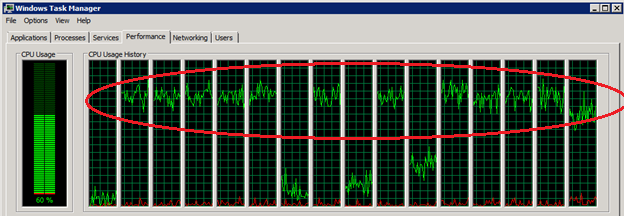 Windows Task Manager
File Options View Help
Applications Processes Services Performance Networking Users
CPU Usage CPU Usage History
60 %